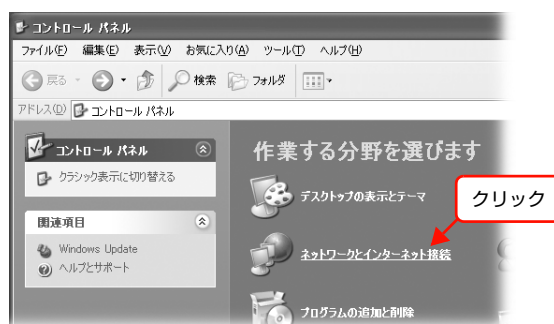 コントロール パネル
ファイル(F) 編集(E) 表示(V) お気に入り(A) ツール(T) ヘルプ(H)
戻る 検索 フォルダ
アドレス(D) コントロール パネル
コントロール パネル
クラシック表示に切り替える
関連項目
Windows Update
ヘルプとサポート
作業する分野を選びます
デスクトップの表示とテーマ
クリック
ネットワークとインターネット接続
プログラムの追加と削除